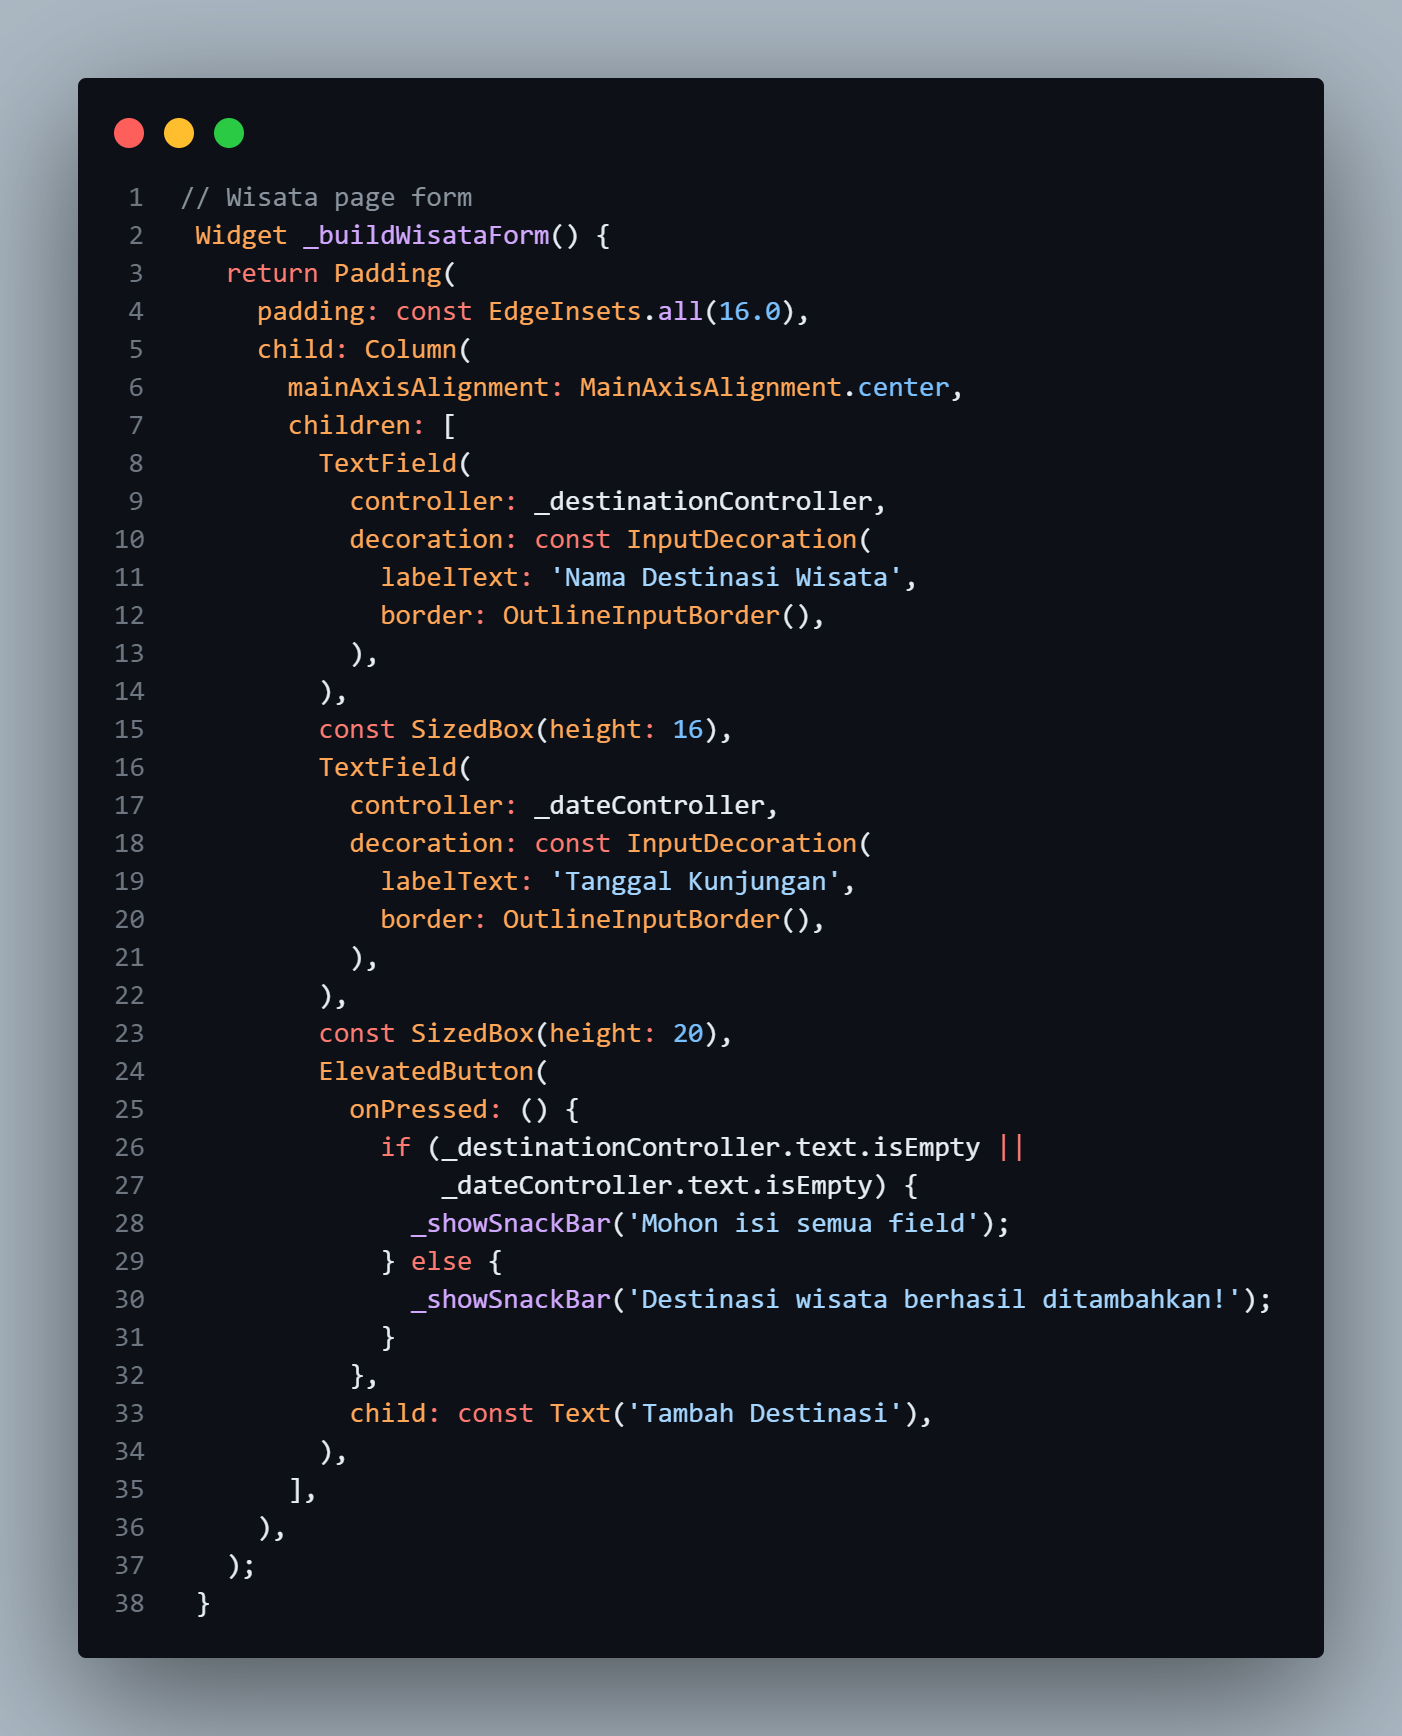 1 // Wisata page form
2  Widget _buildWisataForm() {
3    return Padding(
4      padding: const EdgeInsets.all(16.0),
5      child: Column(
6        mainAxisAlignment: MainAxisAlignment.center,
7        children: [
8          TextField(
9            controller: _destinationController,
10            decoration: const InputDecoration(
11              labelText: 'Nama Destinasi Wisata',
12              border: OutlineInputBorder(),
13            ),
14          ),
15          const SizedBox(height: 16),
16          TextField(
17            controller: _dateController,
18            decoration: const InputDecoration(
19              labelText: 'Tanggal Kunjungan',
20              border: OutlineInputBorder(),
21            ),
22          ),
23          const SizedBox(height: 20),
24          ElevatedButton(
25            onPressed: () {
26              if (_destinationController.text.isEmpty ||
27                  _dateController.text.isEmpty) {
28                _showSnackBar('Mohon isi semua field');
29              } else {
30                _showSnackBar('Destinasi wisata berhasil ditambahkan!');
31              }
32            },
33            child: const Text('Tambah Destinasi'),
34          ),
35        ],
36      ),
37    );
38  }